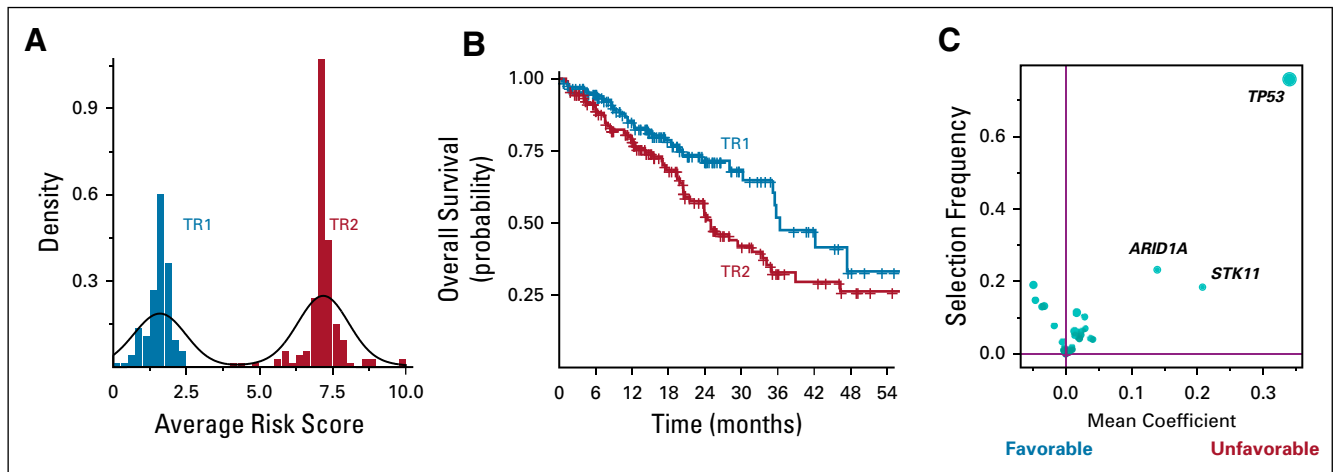 A
Density
0.9
0.6
0.3
TR1
TR2
0 2.5 5.0 7.5 10.0
Average Risk Score
B
Overall Survival
(probability)
1.00
0.75
0.50
0.25
TR1
TR2
0 6 12 18 24 30 36 42 48 54
Time (months)
C
Selection Frequency
0.6
0.4
0.2
0.0
TP53
ARID1A
STK11
0.0 0.1 0.2 0.3
Mean Coefficient
Favorable Unfavorable